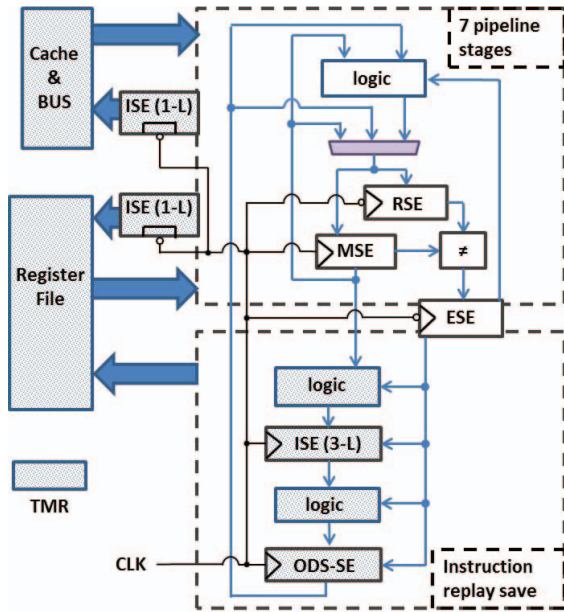 Cache
&
BUS
ISE (1-L)
ISE (1-L)
Register
File
TMR
CLK
7 pipeline
stages
logic
RSE
MSE
≠
ESE
logic
ISE (3-L)
logic
ODS-SE
Instruction
replay save